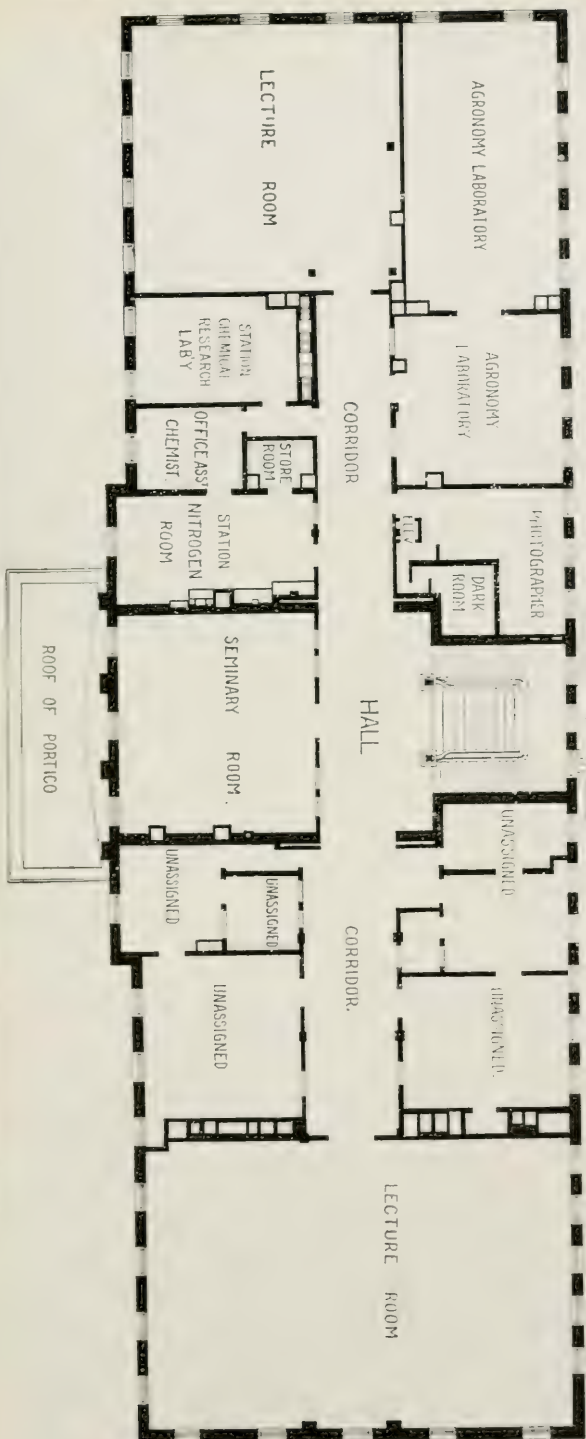 AGRONOMY LABORATORY
AGRONOMY
LABORATORY
PHOTOGRAPHER
DARK
ROOM
ELEV
UNASSIGNED
UNASSIGNED.
CORRIDOR
HALL
CORRIDOR.
LECTURE ROOM
LECTURE ROOM
STATION
CHEMICAL
RESEARCH
LAB'Y
STORE
ROOM
OFFICE ASS'T
CHEMIST.
STATION
NITROGEN
ROOM
SEMINARY ROOM.
UNASSIGNED
UNASSIGNED
UNASSIGNED
ROOF OF PORTICO